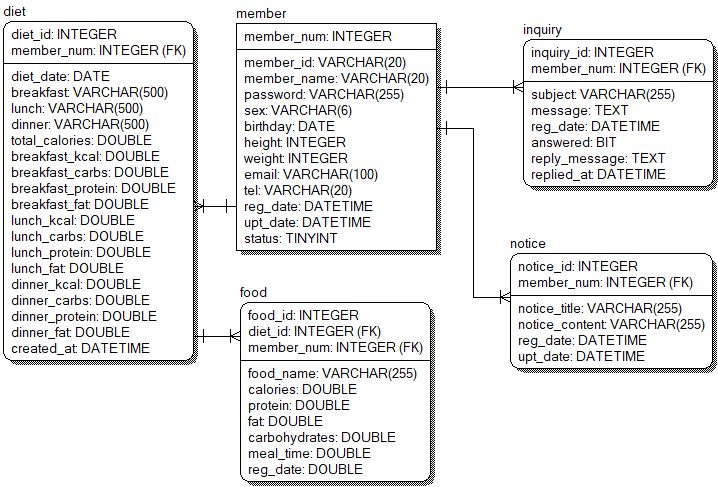 diet
diet_id: INTEGER
member_num: INTEGER (FK)
diet_date: DATE
breakfast: VARCHAR(500)
lunch: VARCHAR(500)
dinner: VARCHAR(500)
total_calories: DOUBLE
breakfast_kcal: DOUBLE
breakfast_carbs: DOUBLE
breakfast_protein: DOUBLE
breakfast_fat: DOUBLE
lunch_kcal: DOUBLE
lunch_carbs: DOUBLE
lunch_protein: DOUBLE
lunch_fat: DOUBLE
dinner_kcal: DOUBLE
dinner_carbs: DOUBLE
dinner_protein: DOUBLE
dinner_fat: DOUBLE
created_at: DATETIME
member
member_num: INTEGER
member_id: VARCHAR(20)
member_name: VARCHAR(20)
password: VARCHAR(255)
sex: VARCHAR(6)
birthday: DATE
height: INTEGER
weight: INTEGER
email: VARCHAR(100)
tel: VARCHAR(20)
reg_date: DATETIME
upt_date: DATETIME
status: TINYINT
food
food_id: INTEGER
diet_id: INTEGER (FK)
member_num: INTEGER (FK)
food_name: VARCHAR(255)
calories: DOUBLE
protein: DOUBLE
fat: DOUBLE
carbohydrates: DOUBLE
meal_time: DOUBLE
reg_date: DOUBLE
inquiry
inquiry_id: INTEGER
member_num: INTEGER (FK)
subject: VARCHAR(255)
message: TEXT
reg_date: DATETIME
answered: BIT
reply_message: TEXT
replied_at: DATETIME
notice
notice_id: INTEGER
member_num: INTEGER (FK)
notice_title: VARCHAR(255)
notice_content: VARCHAR(255)
reg_date: DATETIME
upt_date: DATETIME